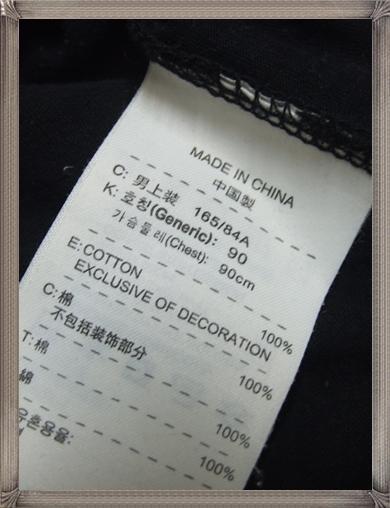 MADE IN CHINA
中国製
C: 男上装 165/84A
K: 호칭(Generic): 90
가슴둘레(Chest): 90cm
E: COTTON 100%
EXCLUSIVE OF DECORATION
C: 棉 100%
不包括装饰部分
T: 棉 100%
綿 100%